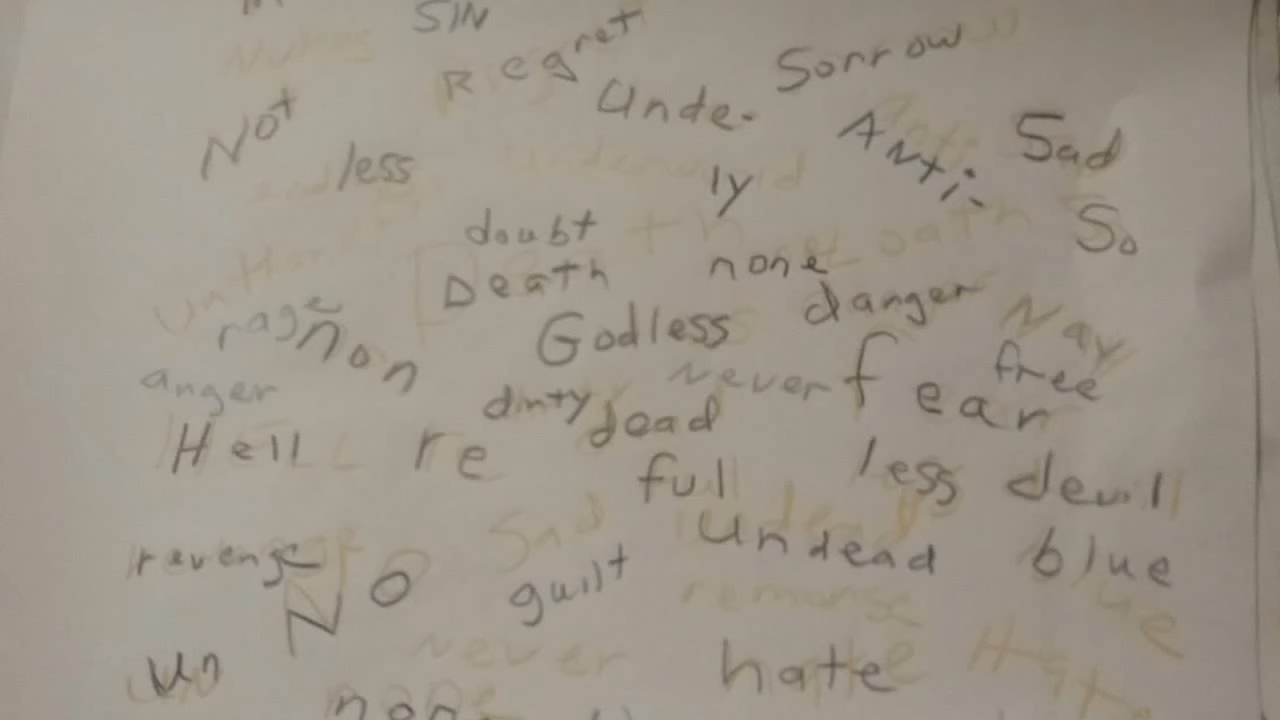 SIN
Regret
Sorrow
Not
Unde-
Anti-
Sad
less
ly
So
doubt
none
Death
danger
Nay
rage
non
Godless
free
never
fear
anger
dirty
dead
Hell
re
ful
less
devil
undead
blue
revenge
NO
guilt
un
hate